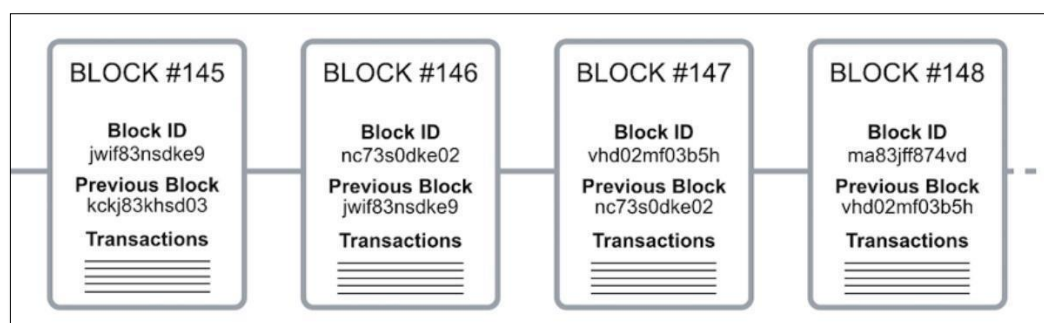 BLOCK #145
Block ID
jwif83nsdke9
Previous Block
kckj83khsd03
Transactions
BLOCK #146
Block ID
nc73s0dke02
Previous Block
jwif83nsdke9
Transactions
BLOCK #147
Block ID
vhd02mf03b5h
Previous Block
nc73s0dke02
Transactions
BLOCK #148
Block ID
ma83jff874vd
Previous Block
vhd02mf03b5h
Transactions